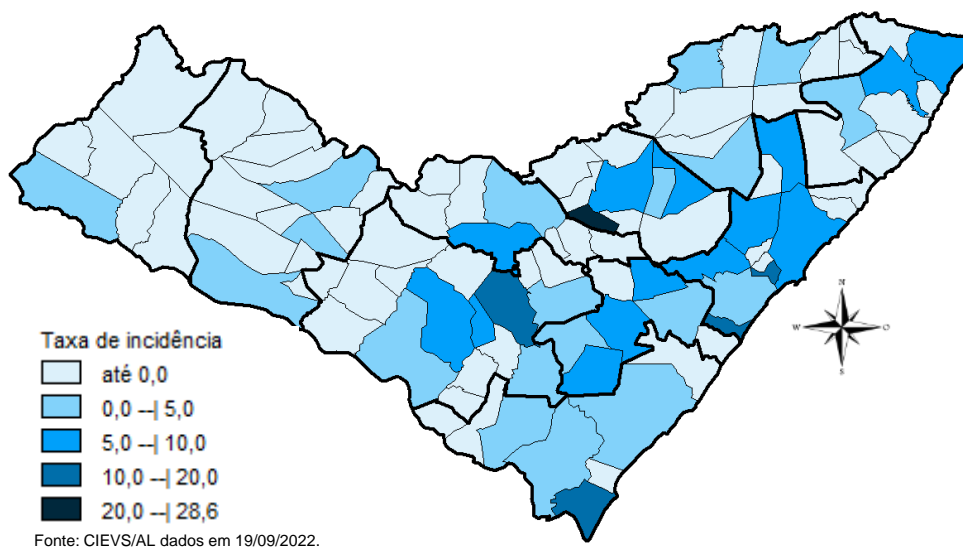 N
W
O
S
Taxa de incidência
até 0,0
0,0 --| 5,0
5,0 --| 10,0
10,0 --| 20,0
20,0 --| 28,6
Fonte: CIEVS/AL dados em 19/09/2022.